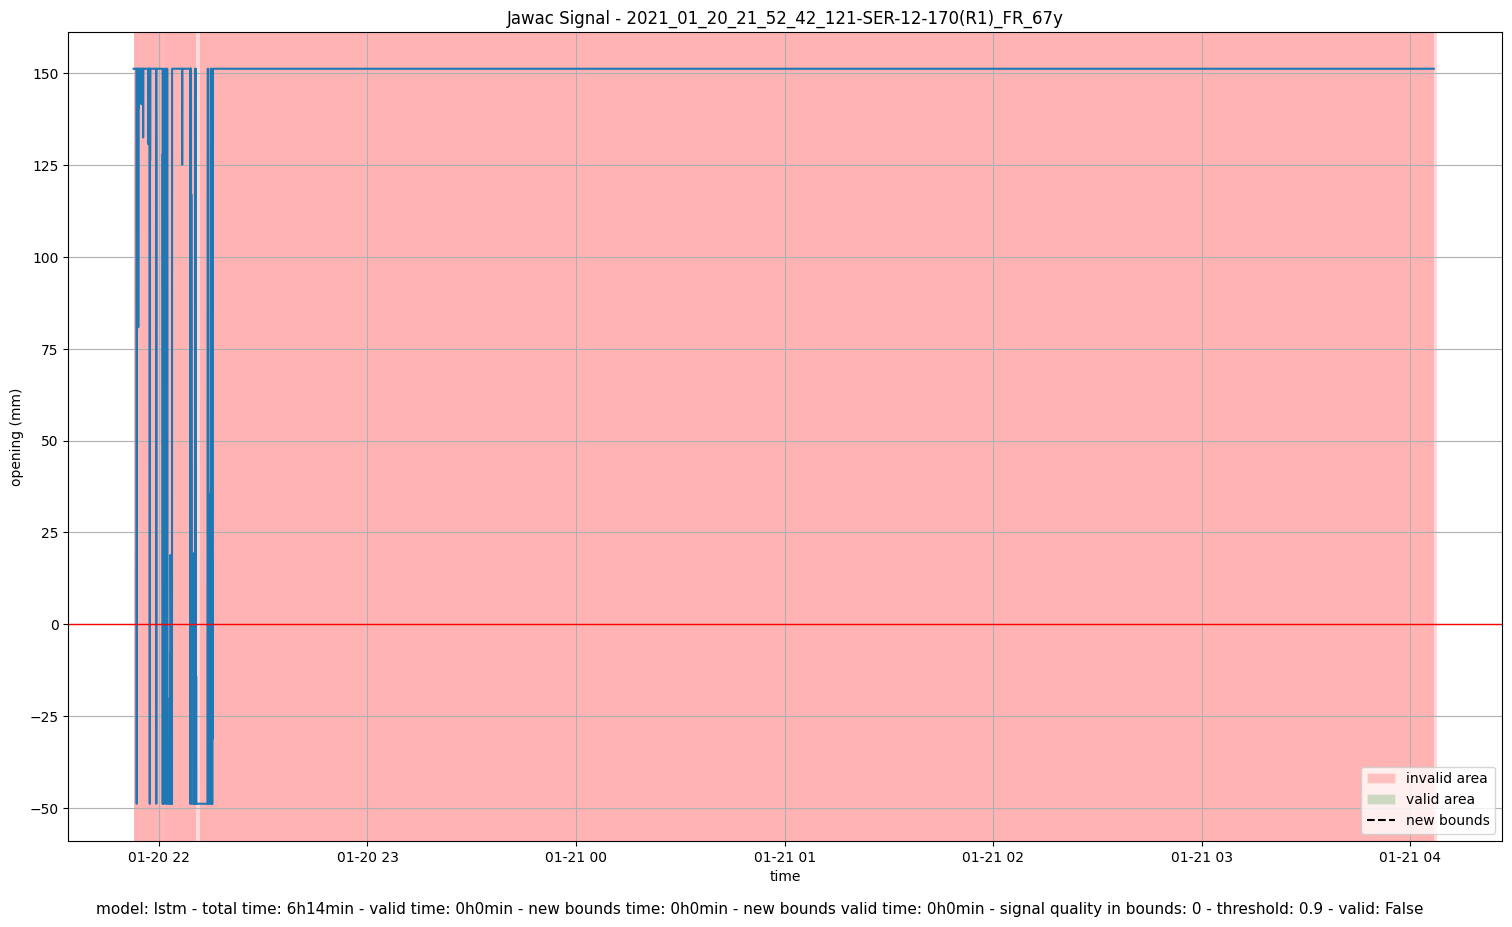 Jawac Signal - 2021_01_20_21_52_42_121-SER-12-170(R1)_FR_67y
150
125
100
75
50
25
0
−25
−50
opening (mm)
invalid area
valid area
new bounds
01-20 22
01-20 23
01-21 00
01-21 01
01-21 02
01-21 03
01-21 04
time
model: lstm - total time: 6h14min - valid time: 0h0min - new bounds time: 0h0min - new bounds valid time: 0h0min - signal quality in bounds: 0 - threshold: 0.9 - valid: False